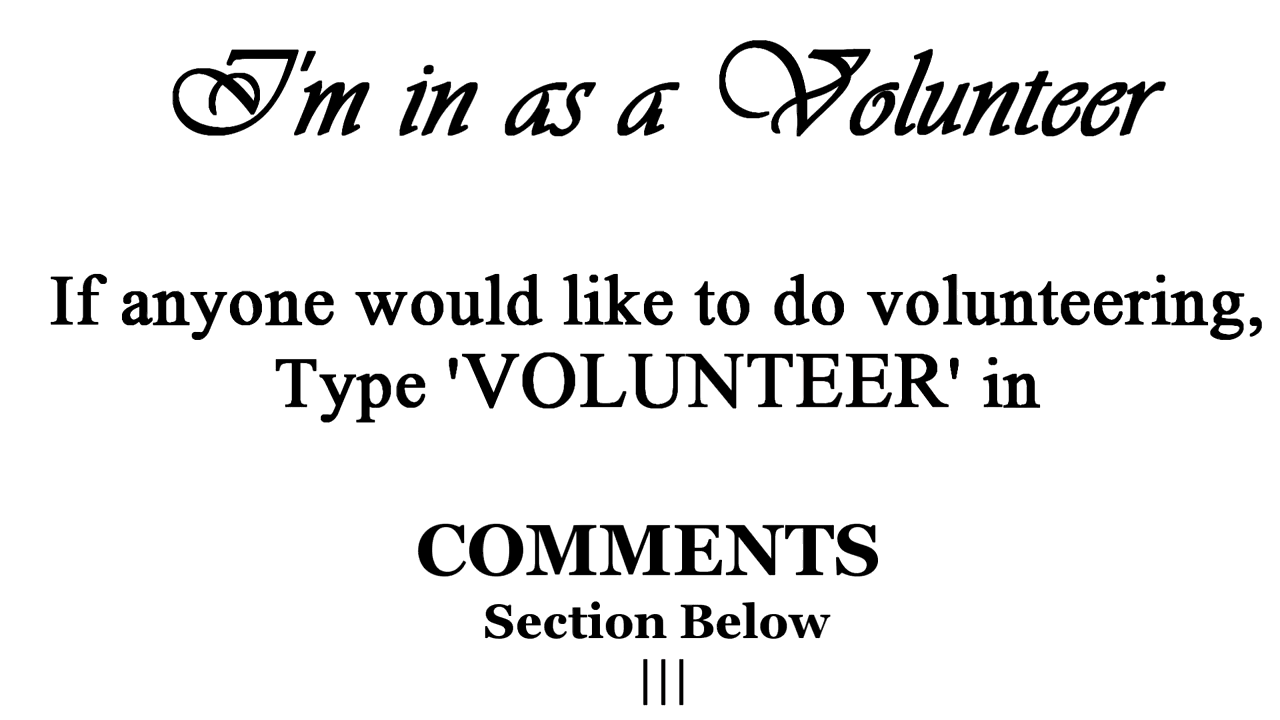 I'm in as a Volunteer
If anyone would like to do volunteering,
Type 'VOLUNTEER' in
COMMENTS
Section Below
|||